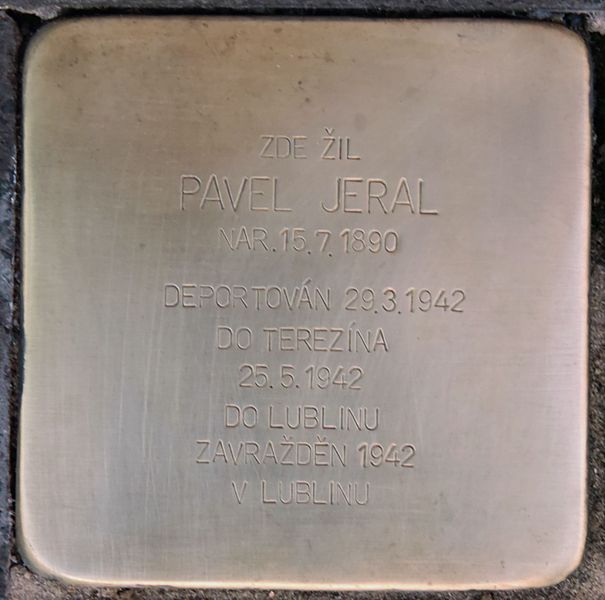 ZDE ŽIL
PAVEL JERAL
NAR. 15. 7. 1890
DEPORTOVÁN 29. 3. 1942
DO TEREZÍNA
25. 5. 1942
DO LUBLINU
ZAVRAŽDĚN 1942
V LUBLINU